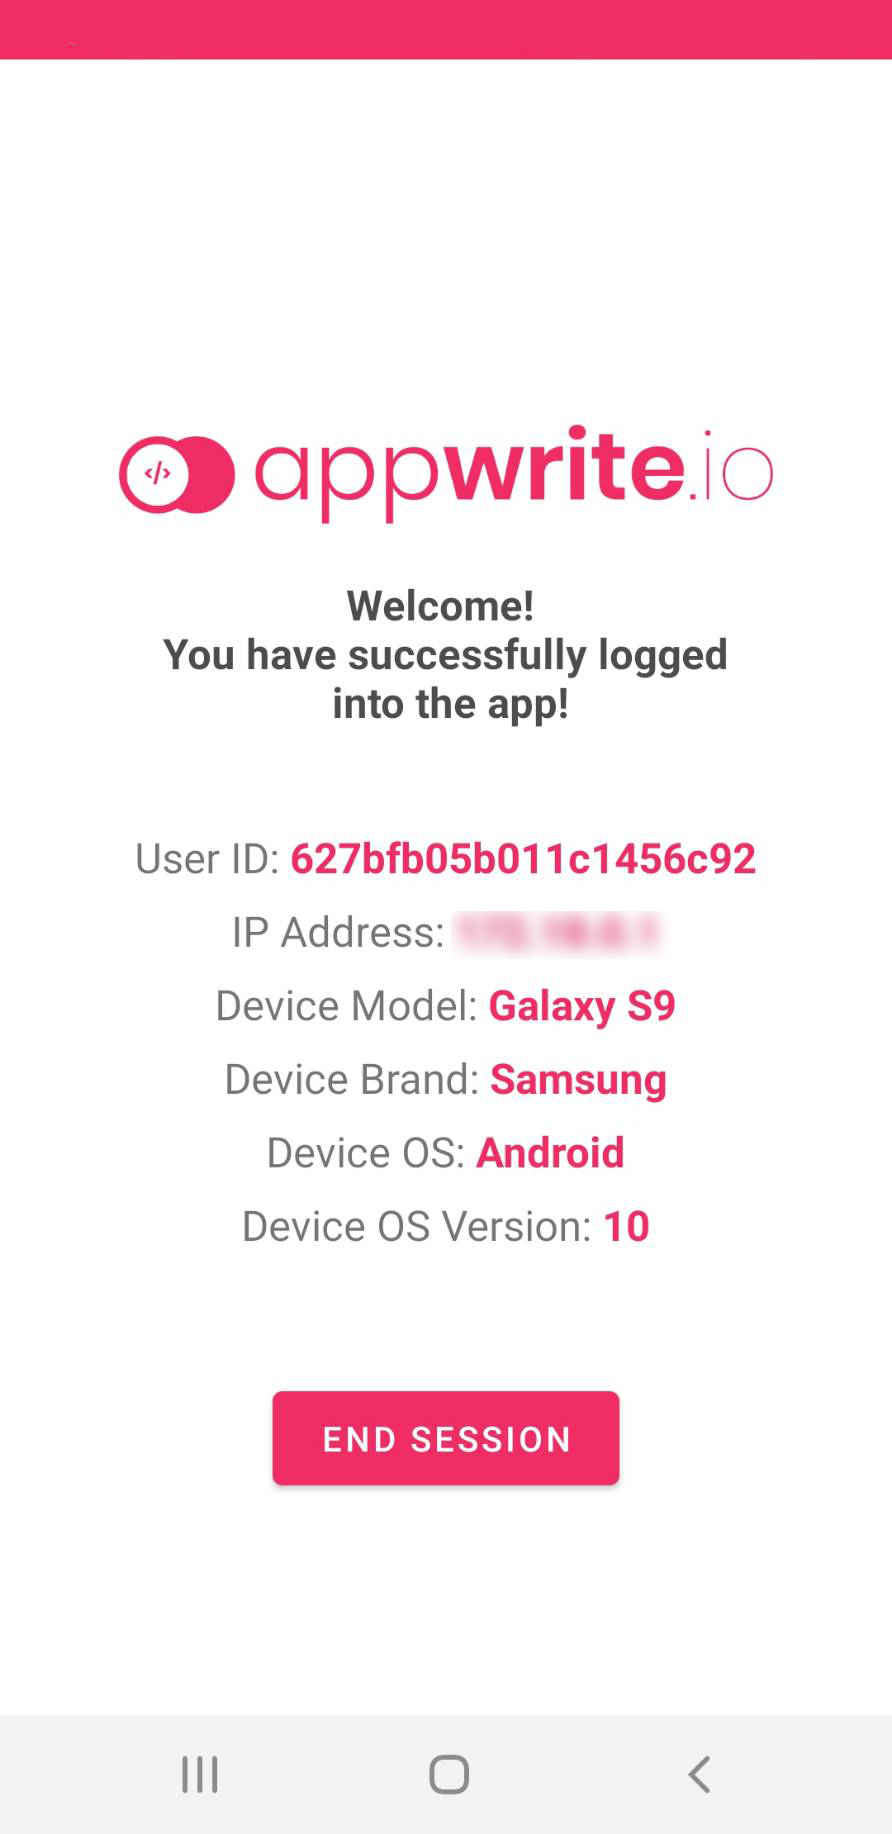 </> appwrite.io
Welcome!
You have successfully logged
into the app!
User ID: 627bfb05b011c1456c92
IP Address:
Device Model: Galaxy S9
Device Brand: Samsung
Device OS: Android
Device OS Version: 10
END SESSION